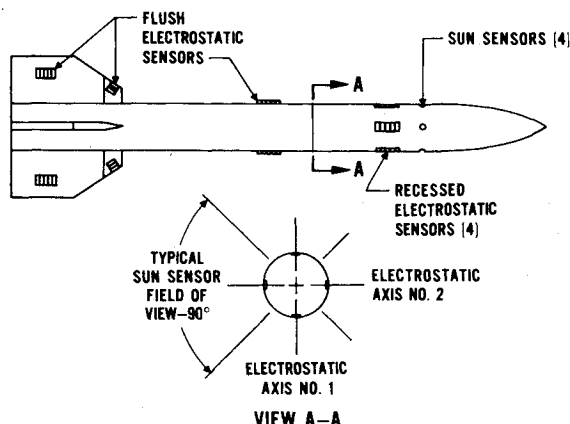 FLUSH
ELECTROSTATIC
SENSORS
SUN SENSORS (4)
A
A
RECESSED
ELECTROSTATIC
SENSORS (4)
TYPICAL
SUN SENSOR
FIELD OF
VIEW—90°
ELECTROSTATIC
AXIS NO. 2
ELECTROSTATIC
AXIS NO. 1
VIEW A—A